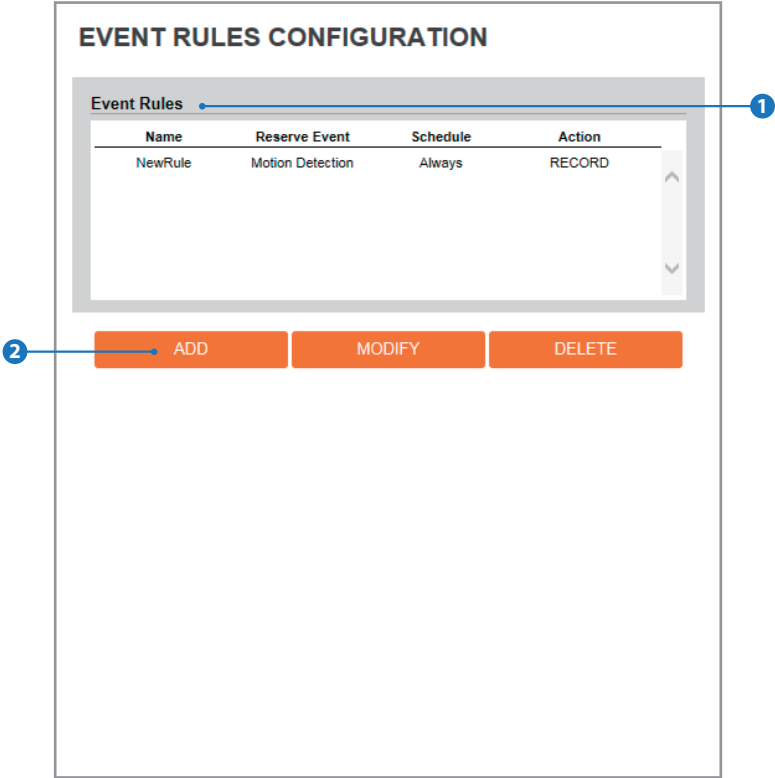 EVENT RULES CONFIGURATION
Event Rules
1
Name Reserve Event Schedule Action
NewRule Motion Detection Always RECORD
2
ADD MODIFY DELETE